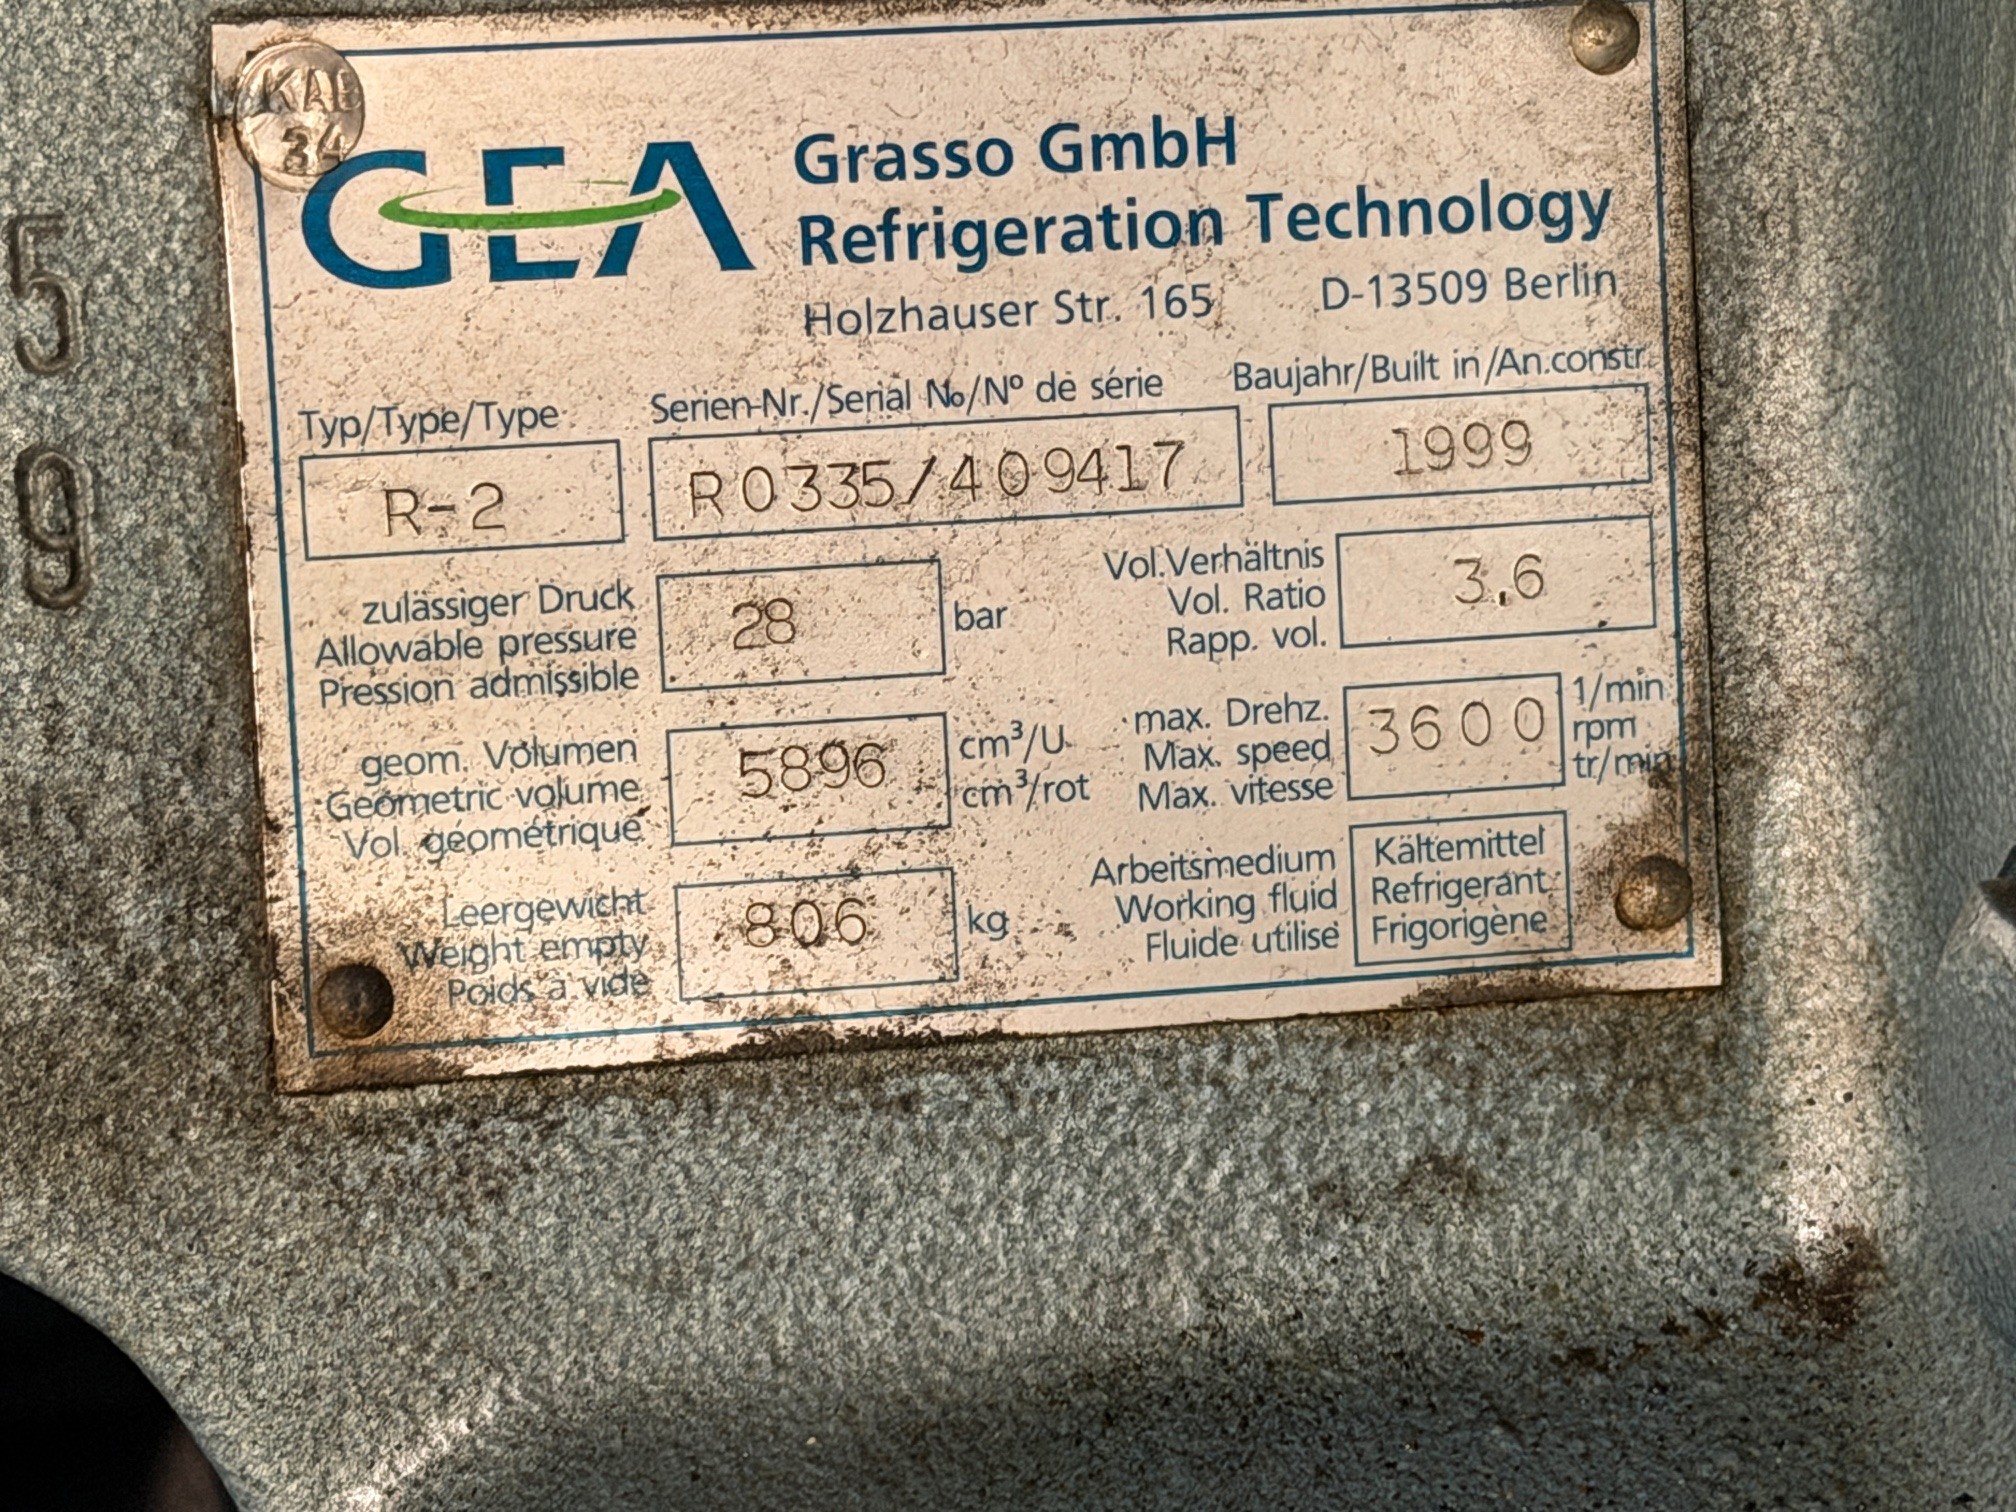 KAB
34
GEA
Grasso GmbH
Refrigeration Technology
Holzhauser Str. 165 D-13509 Berlin
5
9
Typ/Type/Type Serien-Nr./Serial No/Nº de série Baujahr/Built in/An.constr.
R-2 R0335/409417 1999
zulässiger Druck
Allowable pressure
Pression admissible
28 bar
Vol.Verhältnis
Vol. Ratio
Rapp. vol.
3,6
geom. Volumen
Geometric volume
Vol. géométrique
5896
cm³/U
cm³/rot
max. Drehz.
Max. speed
Max. vitesse
3600
1/min
rpm
tr/min
Leergewicht
Weight empty
Poids à vide
806 kg
Arbeitsmedium
Working fluid
Fluide utilisé
Kältemittel
Refrigerant
Frigorigène